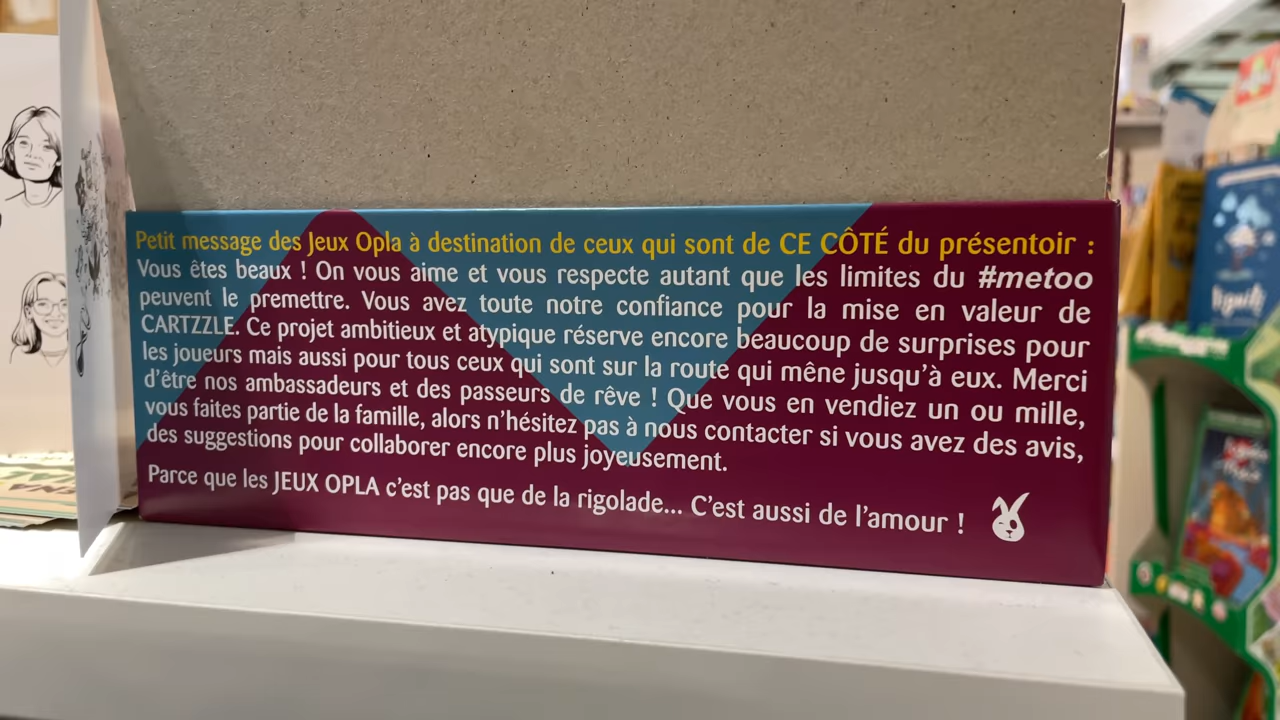 Petit message des Jeux Opla à destination de ceux qui sont de CE CÔTÉ du présentoir :
Vous êtes beaux ! On vous aime et vous respecte autant que les limites du #metoo
peuvent le premettre. Vous avez toute notre confiance pour la mise en valeur de
CARTZZLE. Ce projet ambitieux et atypique réserve encore beaucoup de surprises pour
les joueurs mais aussi pour tous ceux qui sont sur la route qui mêne jusqu'à eux. Merci
d'être nos ambassadeurs et des passeurs de rêve ! Que vous en vendiez un ou mille,
vous faites partie de la famille, alors n'hésitez pas à nous contacter si vous avez des avis,
des suggestions pour collaborer encore plus joyeusement.
Parce que les JEUX OPLA c'est pas que de la rigolade... C'est aussi de l'amour !